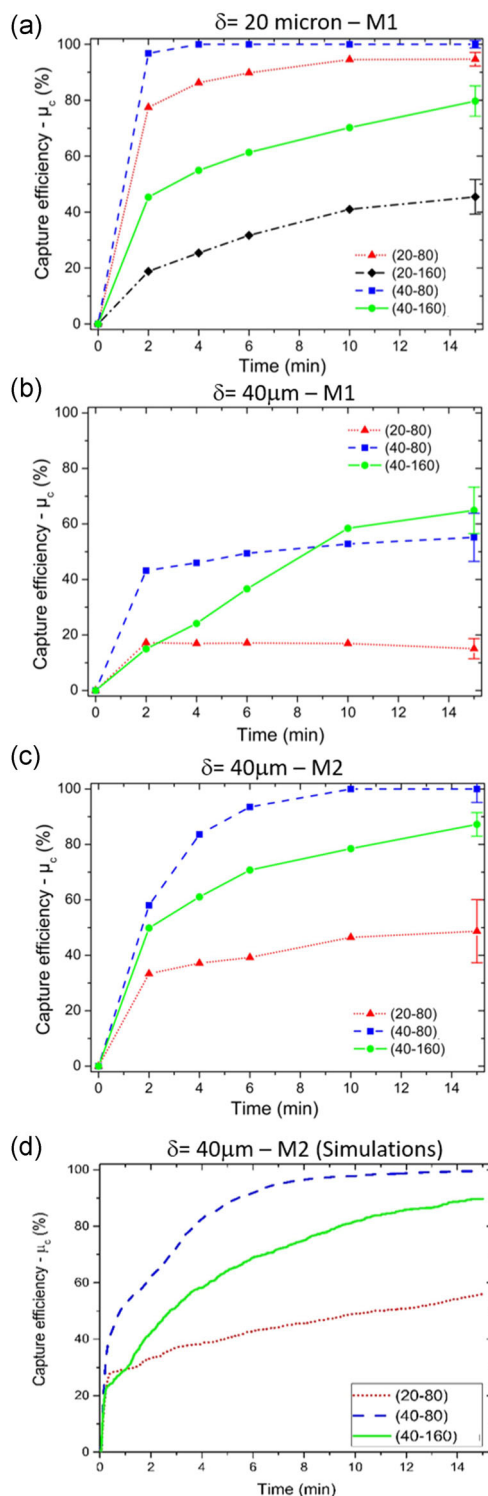 (a)
δ= 20 micron – M1
100
80
60
40
20
0
Capture efficiency - μc (%)
(20-80)
(20-160)
(40-80)
(40-160)
0 2 4 6 8 10 12 14
Time (min)
(b)
δ= 40μm – M1
100
80
60
40
20
0
Capture efficiency - μc (%)
(20-80)
(40-80)
(40-160)
0 2 4 6 8 10 12 14
Time (min)
(c)
δ= 40μm – M2
100
80
60
40
20
0
Capture efficiency - μc (%)
(20-80)
(40-80)
(40-160)
0 2 4 6 8 10 12 14
Time (min)
(d)
δ= 40μm – M2 (Simulations)
100
80
60
40
20
0
Capture efficiency - μc (%)
(20-80)
(40-80)
(40-160)
0 2 4 6 8 10 12 14
Time (min)